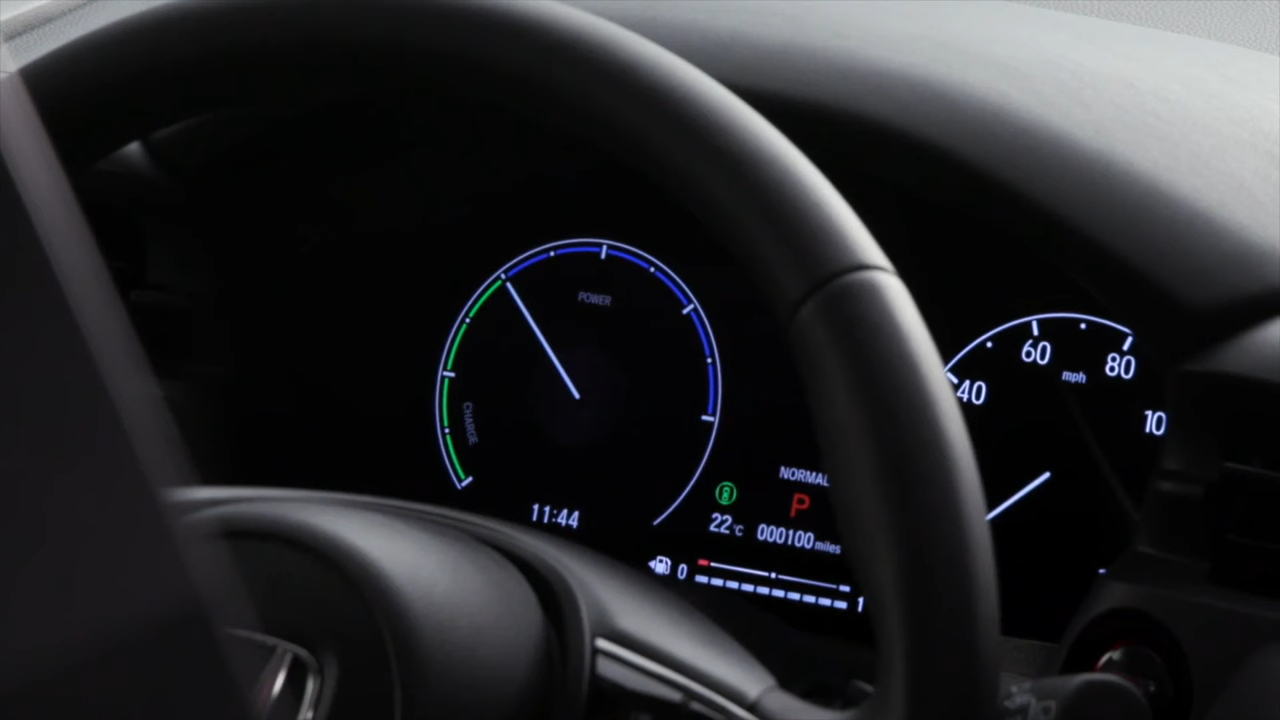 POWER
CHARGE
11:44
NORMAL
P
22°C
000100 miles
0
1
40
60
80
10
mph